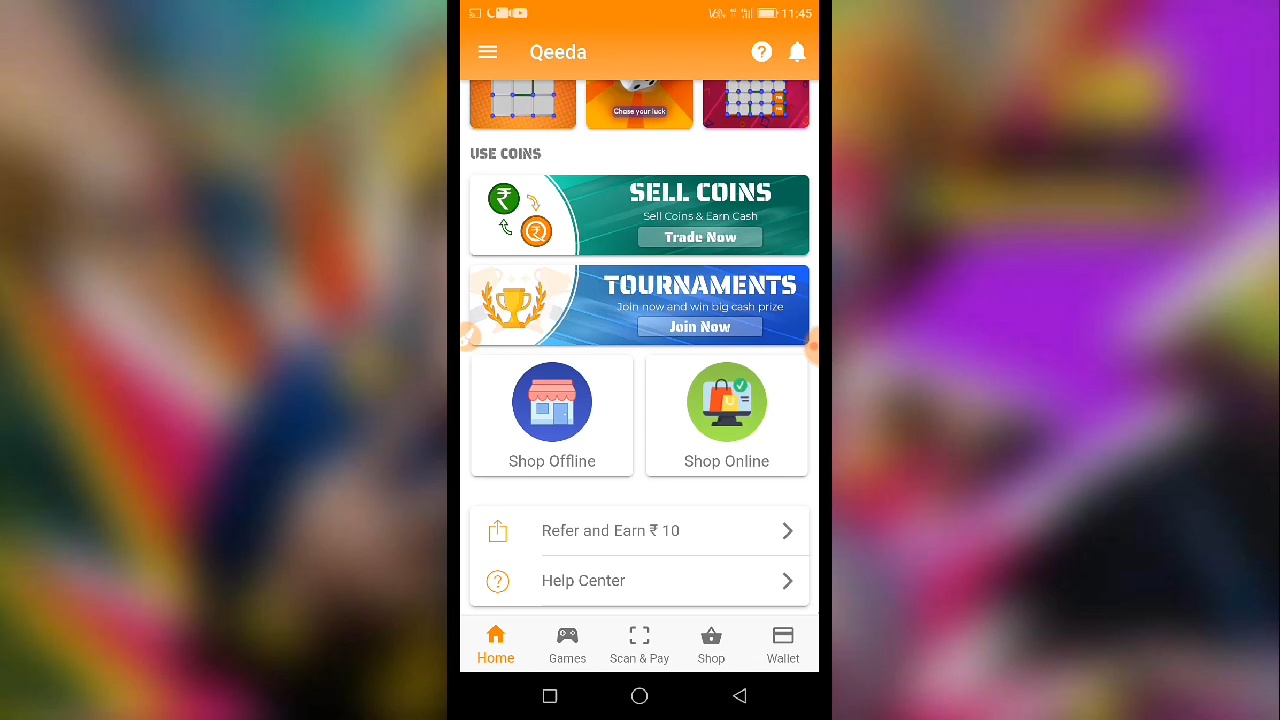 11:45
Qeeda
Chase your luck
USE COINS
SELL COINS
Sell Coins & Earn Cash
Trade Now
TOURNAMENTS
Join now and win big cash prize
Join Now
Shop Offline
Shop Online
Refer and Earn ₹ 10
Help Center
Home
Games
Scan & Pay
Shop
Wallet